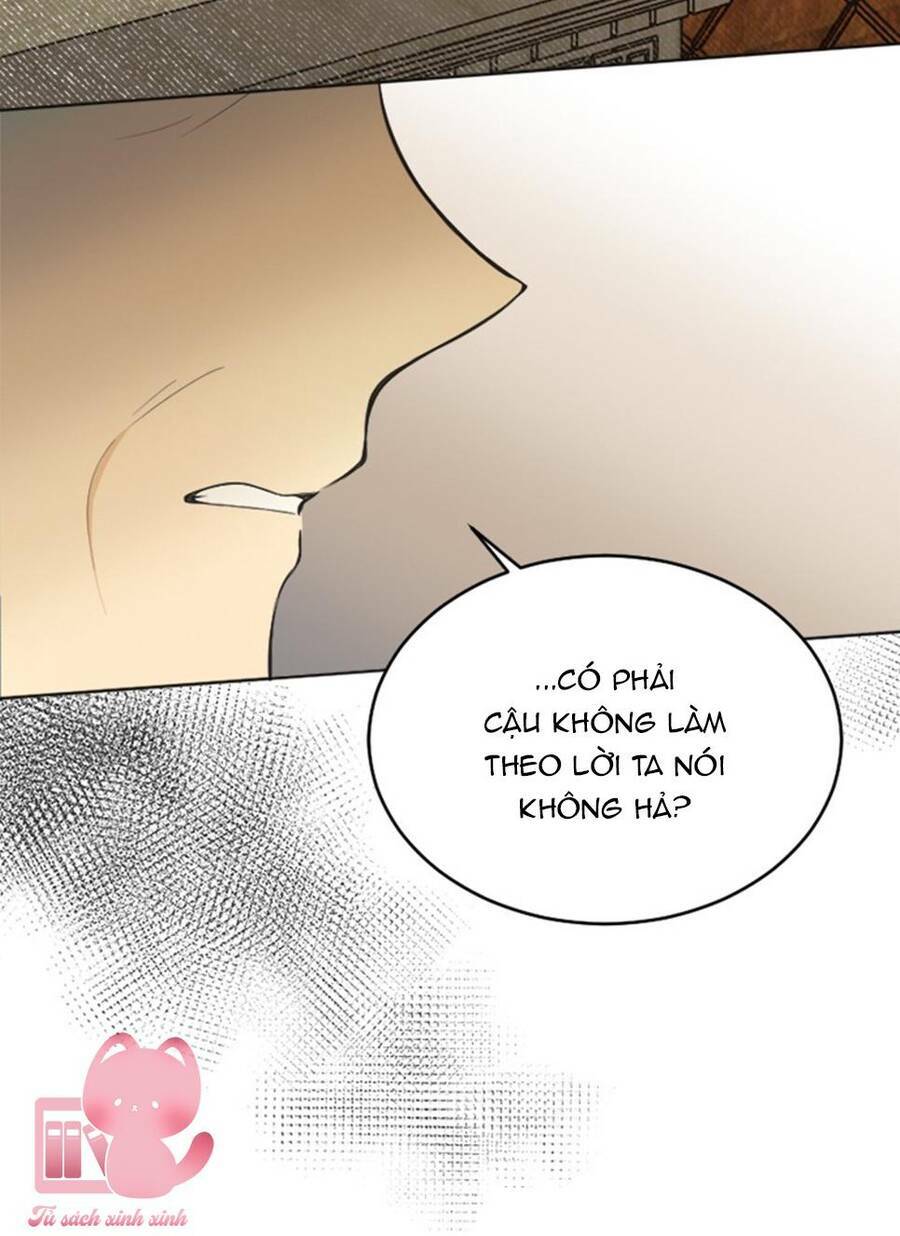 ...CÓ PHẢI
CẬU KHÔNG LÀM
THEO LỜI TA NÓI
KHÔNG HẢ?
Tủ sách xinh xinh